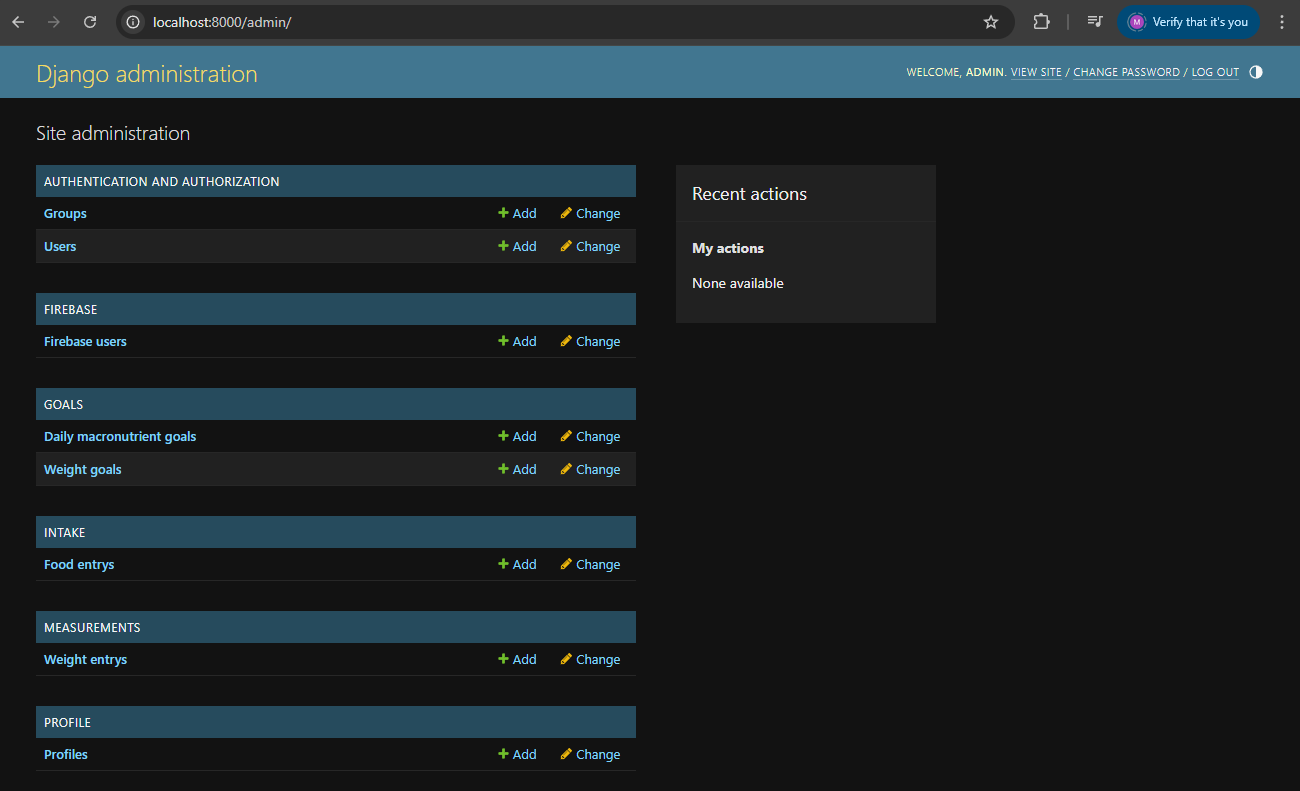 localhost:8000/admin/
M Verify that it's you
Django administration
WELCOME, ADMIN. VIEW SITE / CHANGE PASSWORD / LOG OUT
Site administration
AUTHENTICATION AND AUTHORIZATION
Groups + Add Change
Users + Add Change
FIREBASE
Firebase users + Add Change
GOALS
Daily macronutrient goals + Add Change
Weight goals + Add Change
INTAKE
Food entrys + Add Change
MEASUREMENTS
Weight entrys + Add Change
PROFILE
Profiles + Add Change
Recent actions
My actions
None available